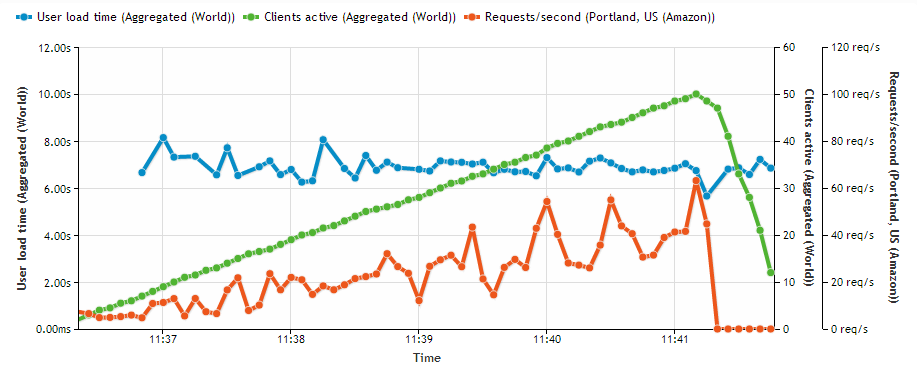 User load time (Aggregated (World)) Clients active (Aggregated (World)) Requests/second (Portland, US (Amazon))
12.00s 60 120 req/s
10.00s 50 100 req/s
8.00s 40 80 req/s
6.00s 30 60 req/s
4.00s 20 40 req/s
2.00s 10 20 req/s
0.00ms 0 0 req/s
User load time (Aggregated (World))
Clients active (Aggregated (World))
Requests/second (Portland, US (Amazon))
11:37 11:38 11:39 11:40 11:41
Time